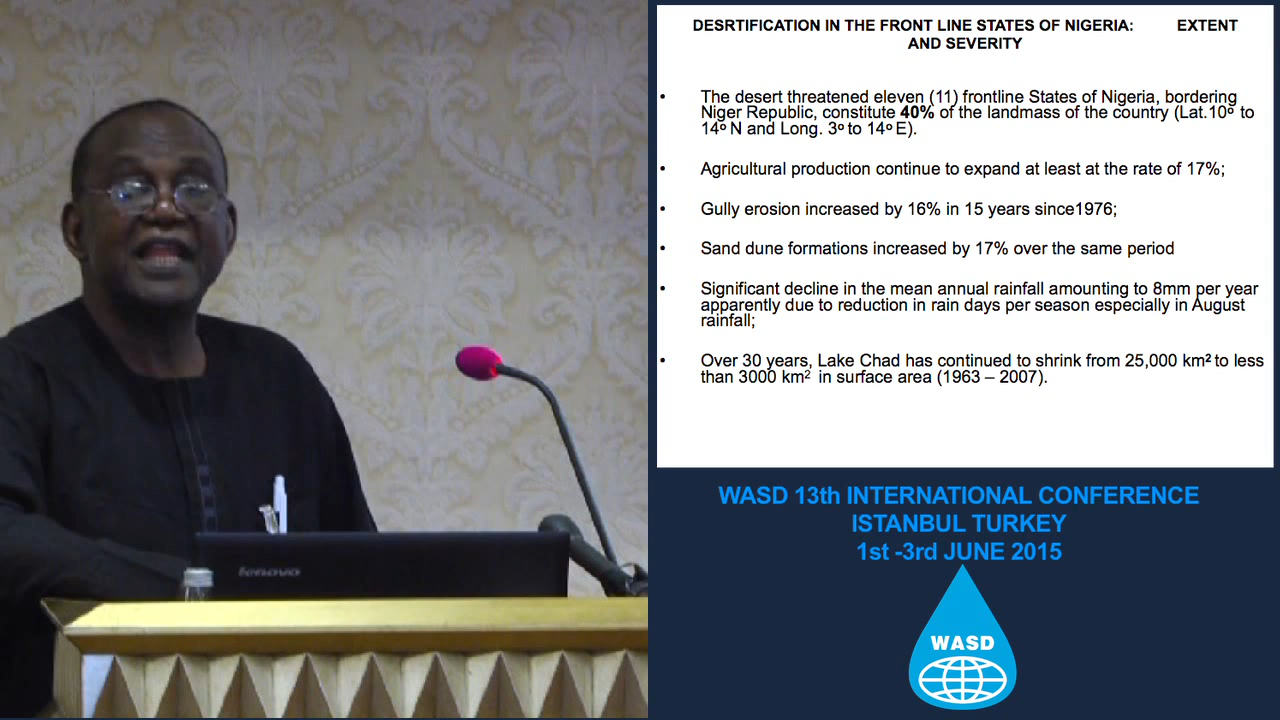 DESRTIFICATION IN THE FRONT LINE STATES OF NIGERIA: EXTENT
AND SEVERITY
• The desert threatened eleven (11) frontline States of Nigeria, bordering
Niger Republic, constitute 40% of the landmass of the country (Lat.10º to
14º N and Long. 3º to 14º E).
• Agricultural production continue to expand at least at the rate of 17%;
• Gully erosion increased by 16% in 15 years since1976;
• Sand dune formations increased by 17% over the same period
• Significant decline in the mean annual rainfall amounting to 8mm per year
apparently due to reduction in rain days per season especially in August
rainfall;
• Over 30 years, Lake Chad has continued to shrink from 25,000 km² to less
than 3000 km² in surface area (1963 – 2007).
WASD 13th INTERNATIONAL CONFERENCE
ISTANBUL TURKEY
1st -3rd JUNE 2015
WASD
lenovo